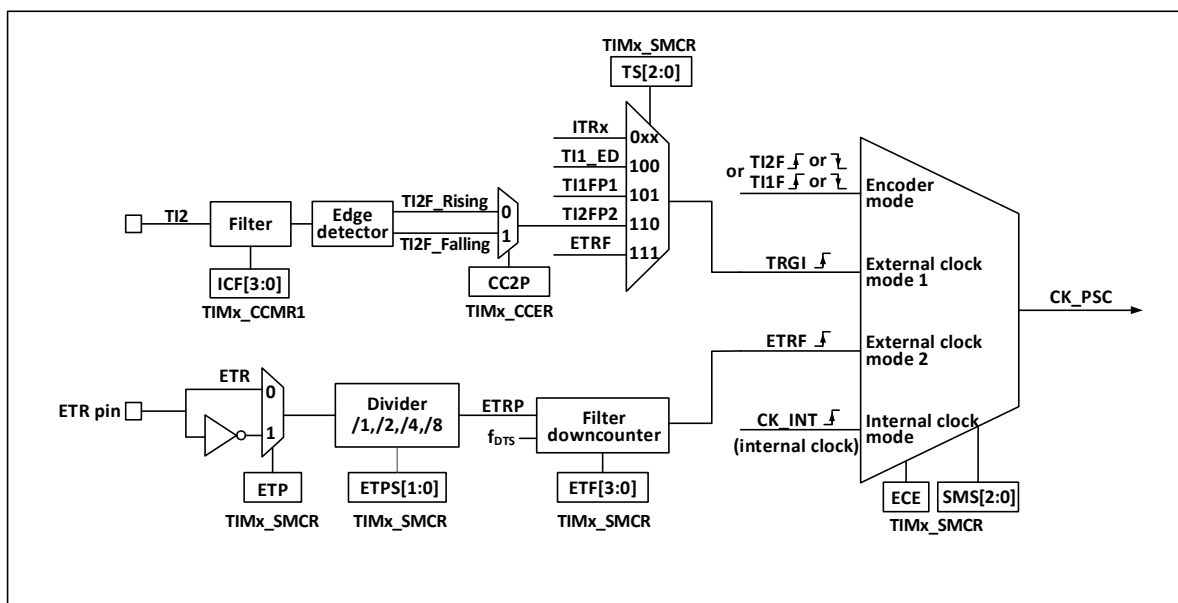 TIMx_SMCR
TS[2:0]
ITRx
0xx
TI1_ED
100
TI1FP1
101
TI2FP2
110
ETRF
111
TI2
Filter
ICF[3:0]
TIMx_CCMR1
Edge
detector
TI2F_Rising
TI2F_Falling
0
1
CC2P
TIMx_CCER
or TI2F or
TI1F or
Encoder
mode
TRGI
External clock
mode 1
ETRF
External clock
mode 2
CK_INT
(internal clock)
Internal clock
mode
CK_PSC
ECE
SMS[2:0]
TIMx_SMCR
ETR pin
ETR
0
1
ETP
TIMx_SMCR
Divider
/1,/2,/4,/8
ETPS[1:0]
TIMx_SMCR
ETRP
fDTS
Filter
downcounter
ETF[3:0]
TIMx_SMCR